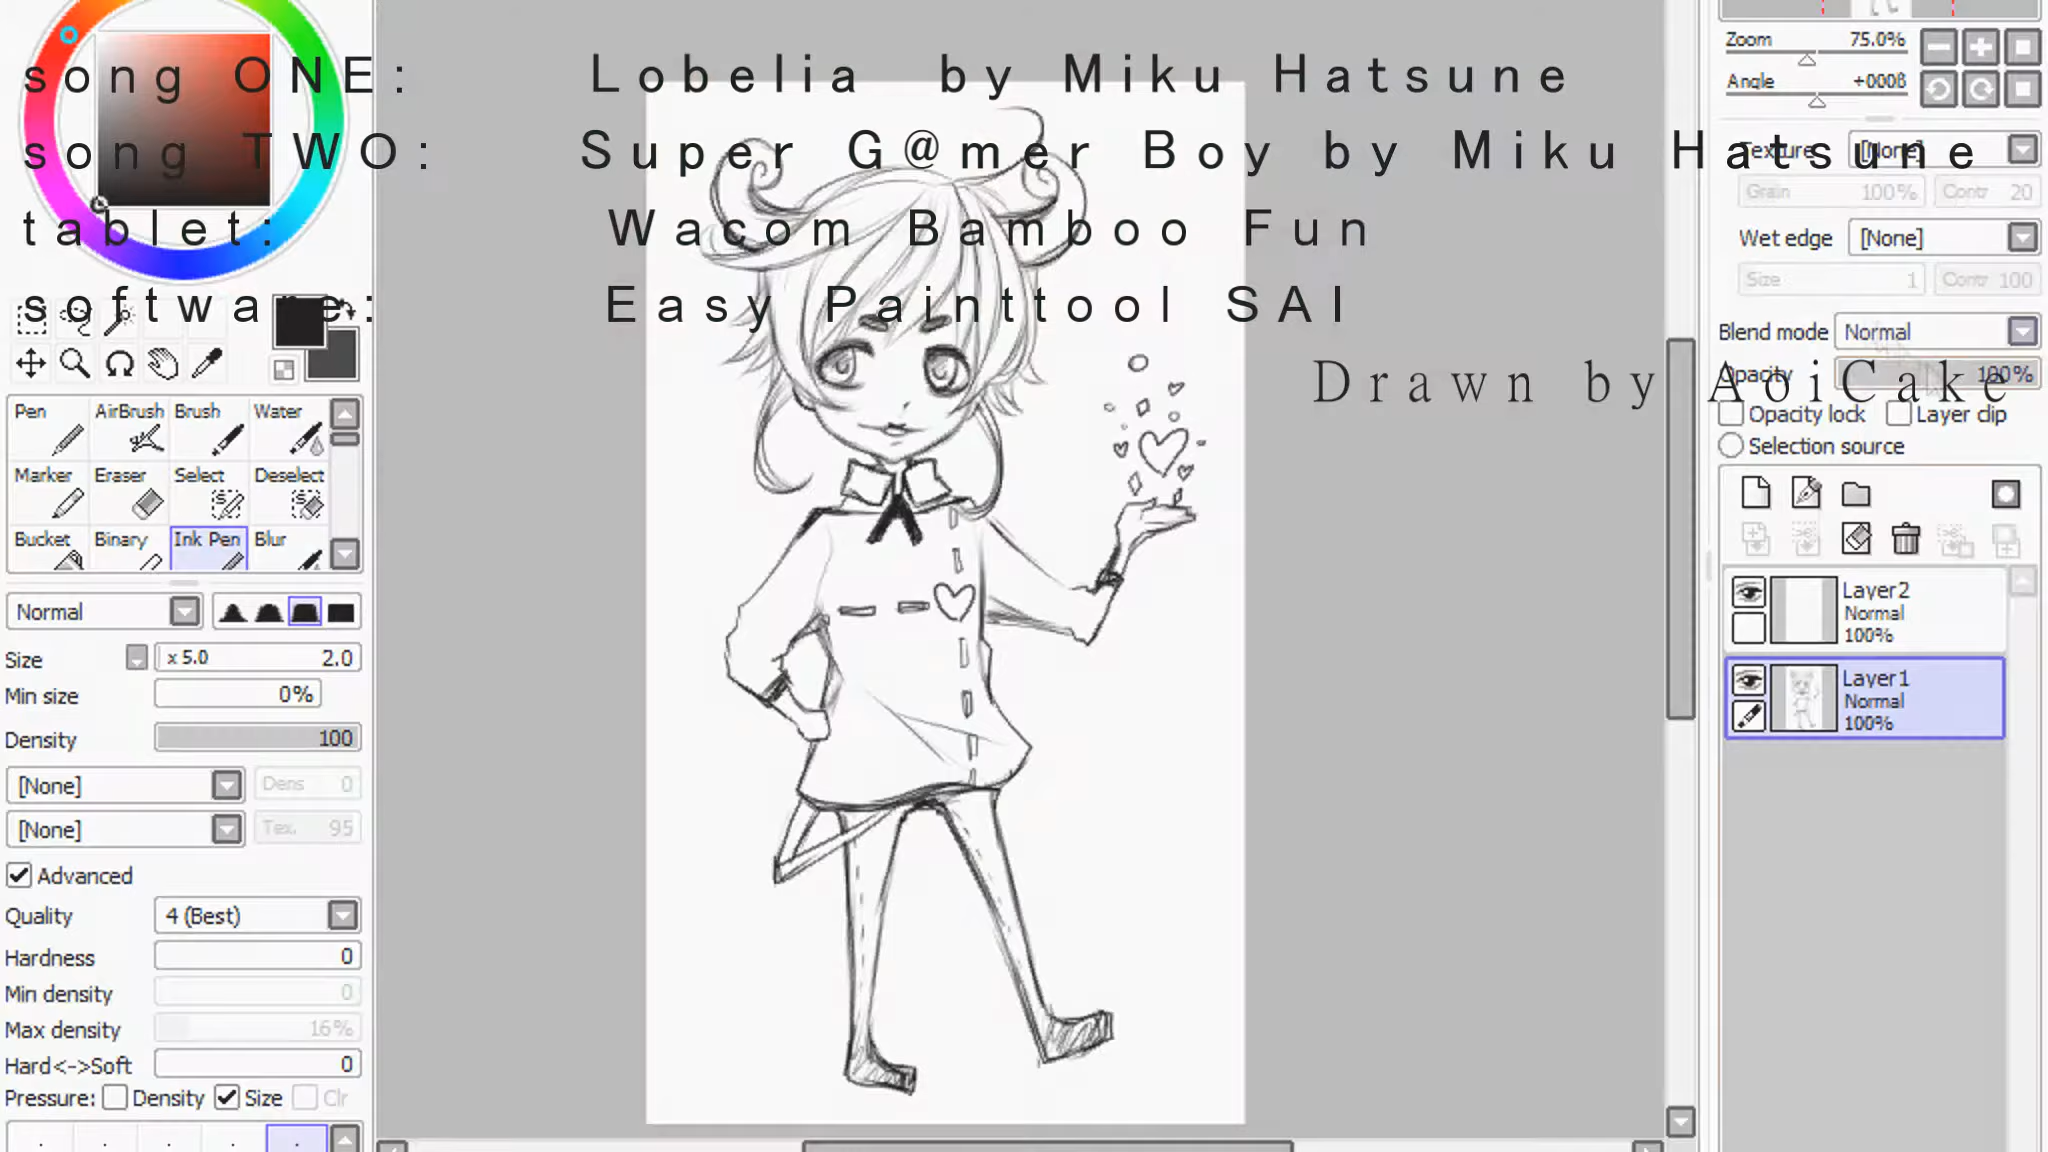 song ONE: Lobelia by Miku Hatsune
song TWO: Super G@mer Boy by Miku Hatsune
tablet: Wacom Bamboo Fun
software: Easy Painttool SAI
Drawn by AoiCake
Pen AirBrush Brush Water
Marker Eraser Select Deselect
Bucket Binary Ink Pen Blur
Normal
Size x 5.0 2.0
Min size 0%
Density 100
[None] Dens 0
[None] Tex. 95
Advanced
Quality 4 (Best)
Hardness 0
Min density 0
Max density 16%
Hard<->Soft 0
Pressure: Density Size Clr
Zoom 75.0%
Angle +000ß
Texture [None]
Grain 100% Contr 20
Wet edge [None]
Size 1 Contr 100
Blend mode Normal
Opacity 100%
Opacity lock Layer clip
Selection source
Layer2
Normal
100%
Layer1
Normal
100%